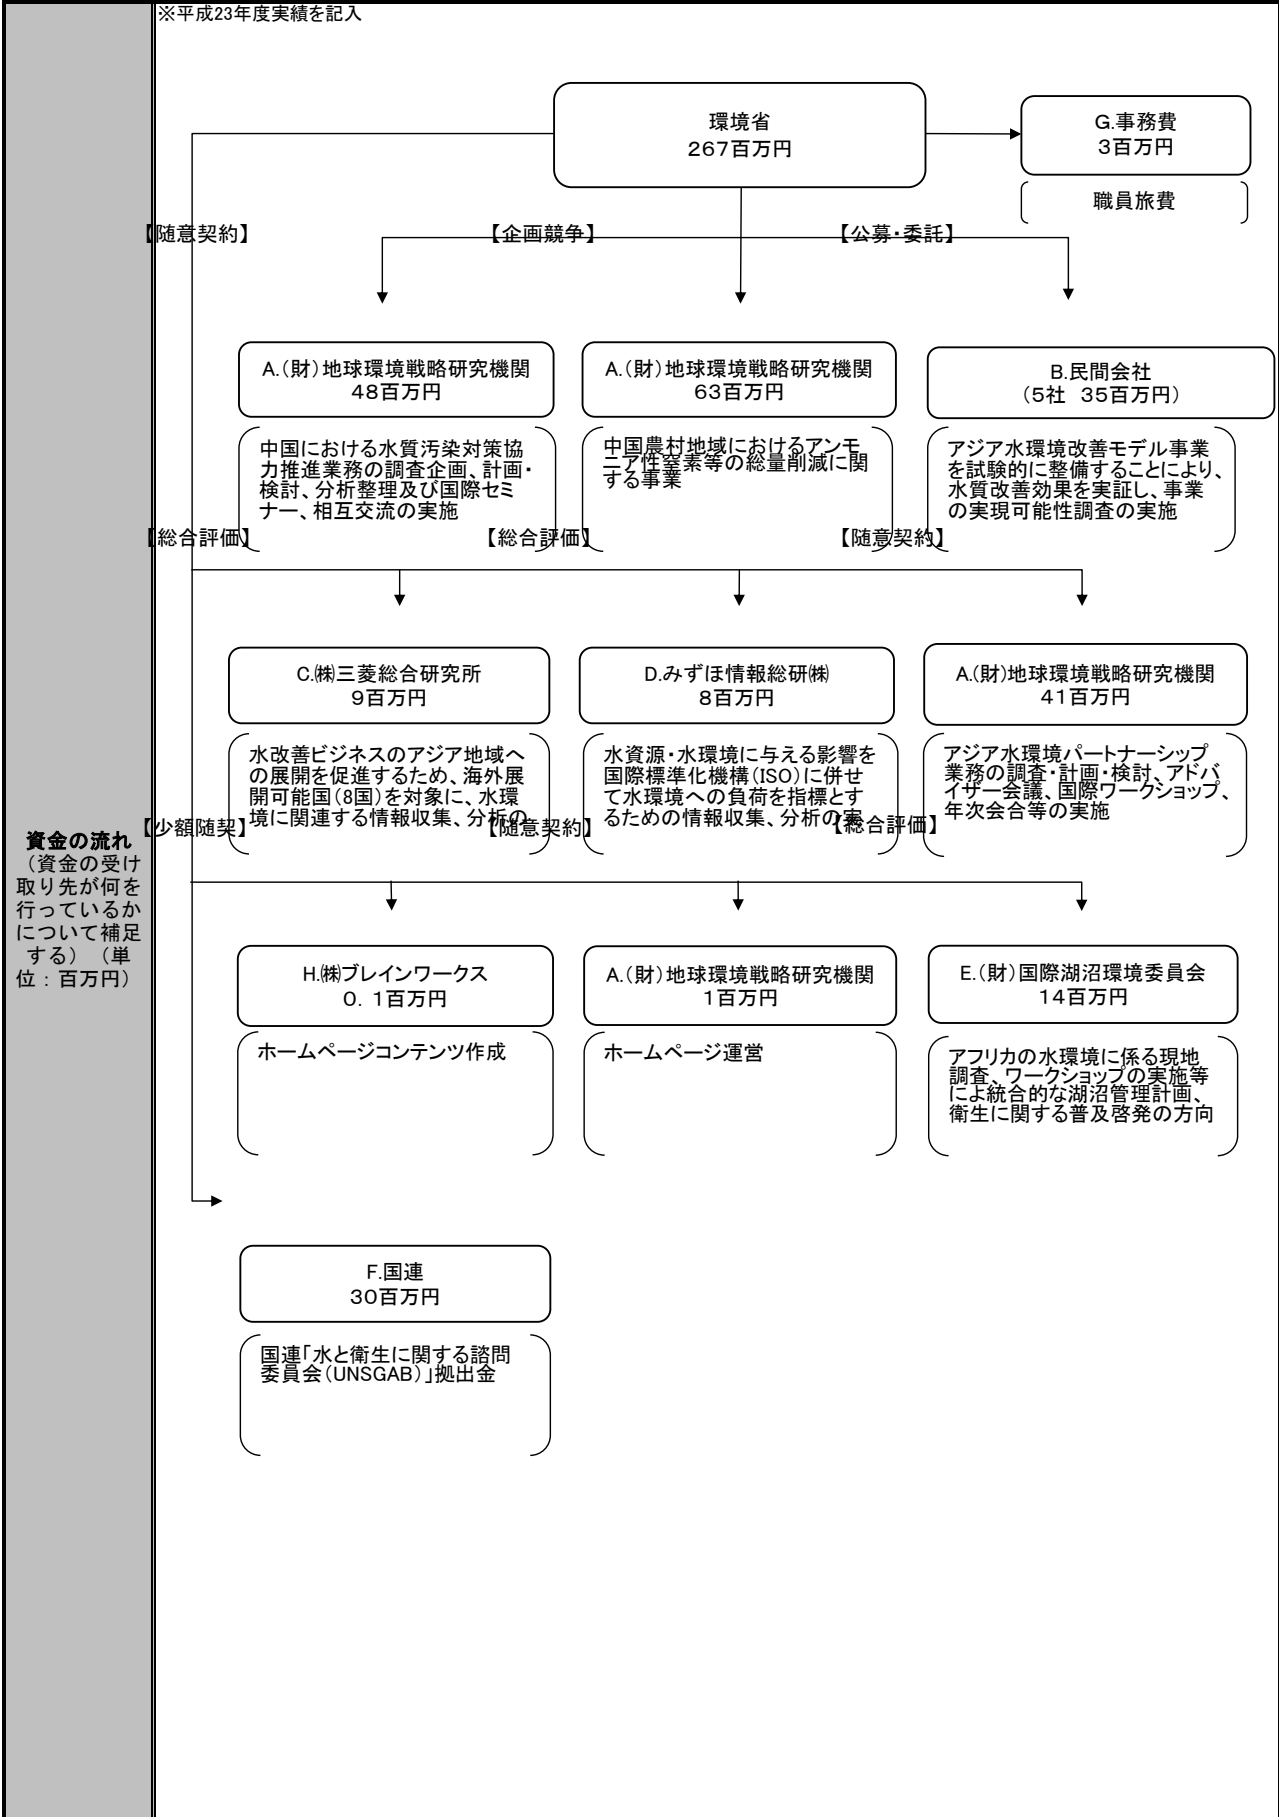 ※平成23年度実績を記入
環境省
267百万円
G.事務費
3百万円
職員旅費
【随意契約】
【企画競争】
【公募・委託】
A.（財）地球環境戦略研究機関
48百万円
A.（財）地球環境戦略研究機関
63百万円
B.民間会社
（5社　35百万円）
中国における水質汚染対策協
力推進業務の調査企画、計画・
検討、分析整理及び国際セミ
ナー、相互交流の実施
中国農村地域におけるアンモ
ニア性窒素等の総量削減に関
する事業
アジア水環境改善モデル事業
を試験的に整備することにより、
水質改善効果を実証し、事業
の実現可能性調査の実施
【総合評価】
【総合評価】
【随意契約】
C.㈱三菱総合研究所
9百万円
D.みずほ情報総研㈱
8百万円
A.（財）地球環境戦略研究機関
41百万円
水改善ビジネスのアジア地域へ
の展開を促進するため、海外展
開可能国（8国）を対象に、水環
境に関連する情報収集、分析の
水資源・水環境に与える影響を
国際標準化機構（ISO）に併せ
て水環境への負荷を指標とす
るための情報収集、分析の実
アジア水環境パートナーシップ
業務の調査・計画・検討、アドバ
イザー会議、国際ワークショップ、
年次会合等の実施
【少額随契】
【随意契約】
【総合評価】
資金の流れ
（資金の受け
取り先が何を
行っているか
について補足
する）（単
位：百万円）
H.㈱ブレインワークス
０．１百万円
A.（財）地球環境戦略研究機関
1百万円
E.（財）国際湖沼環境委員会
14百万円
ホームページコンテンツ作成
ホームページ運営
アフリカの水環境に係る現地
調査、ワークショップの実施等
によ統合的な湖沼管理計画、
衛生に関する普及啓発の方向
F.国連
30百万円
国連「水と衛生に関する諮問
委員会（UNSGAB）」拠出金